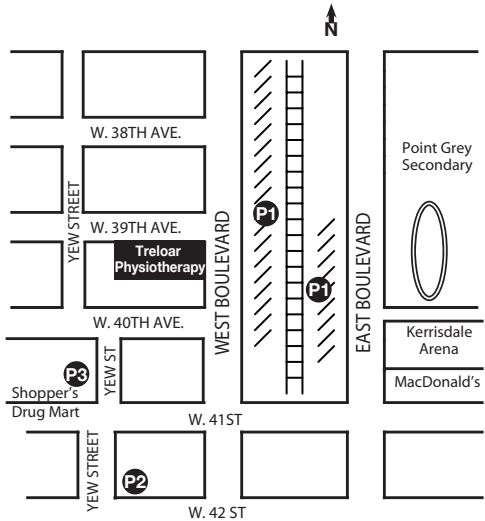 N
W. 38TH AVE.
Point Grey
Secondary
YEW STREET
P1
W. 39TH AVE.
WEST BOULEVARD
EAST BOULEVARD
Treloar
Physiotherapy
P1
W. 40TH AVE.
Kerrisdale
Arena
YEW ST
P3
MacDonald's
Shopper's
Drug Mart
W. 41ST
YEW STREET
P2
W. 42 ST